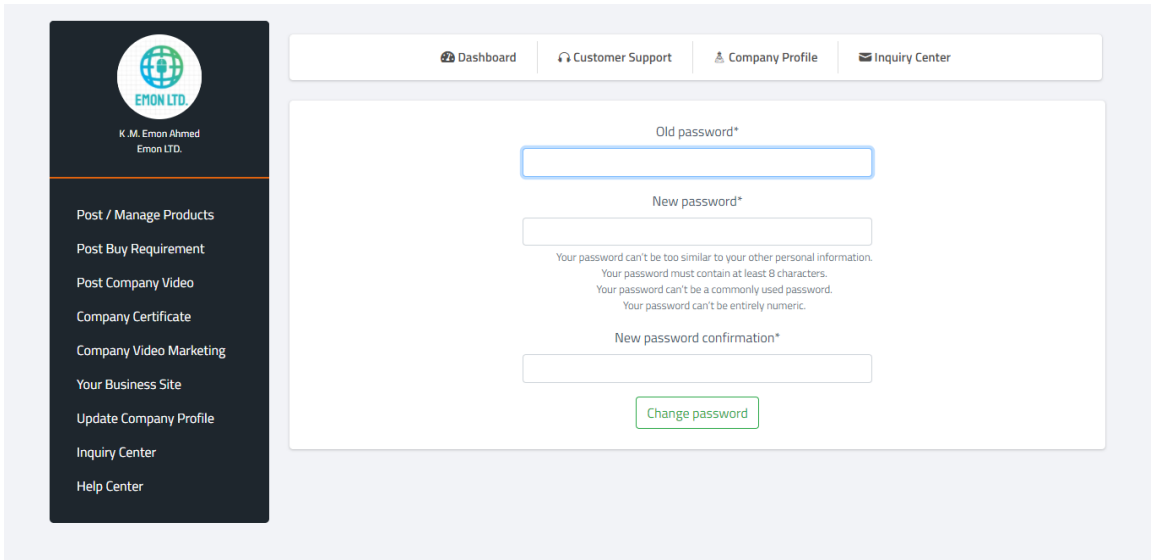 EMON LTD.
K .M. Emon Ahmed
Emon LTD.
Post / Manage Products
Post Buy Requirement
Post Company Video
Company Certificate
Company Video Marketing
Your Business Site
Update Company Profile
Inquiry Center
Help Center
Dashboard
Customer Support
Company Profile
Inquiry Center
Old password*
New password*
Your password can't be too similar to your other personal information.
Your password must contain at least 8 characters.
Your password can't be a commonly used password.
Your password can't be entirely numeric.
New password confirmation*
Change password